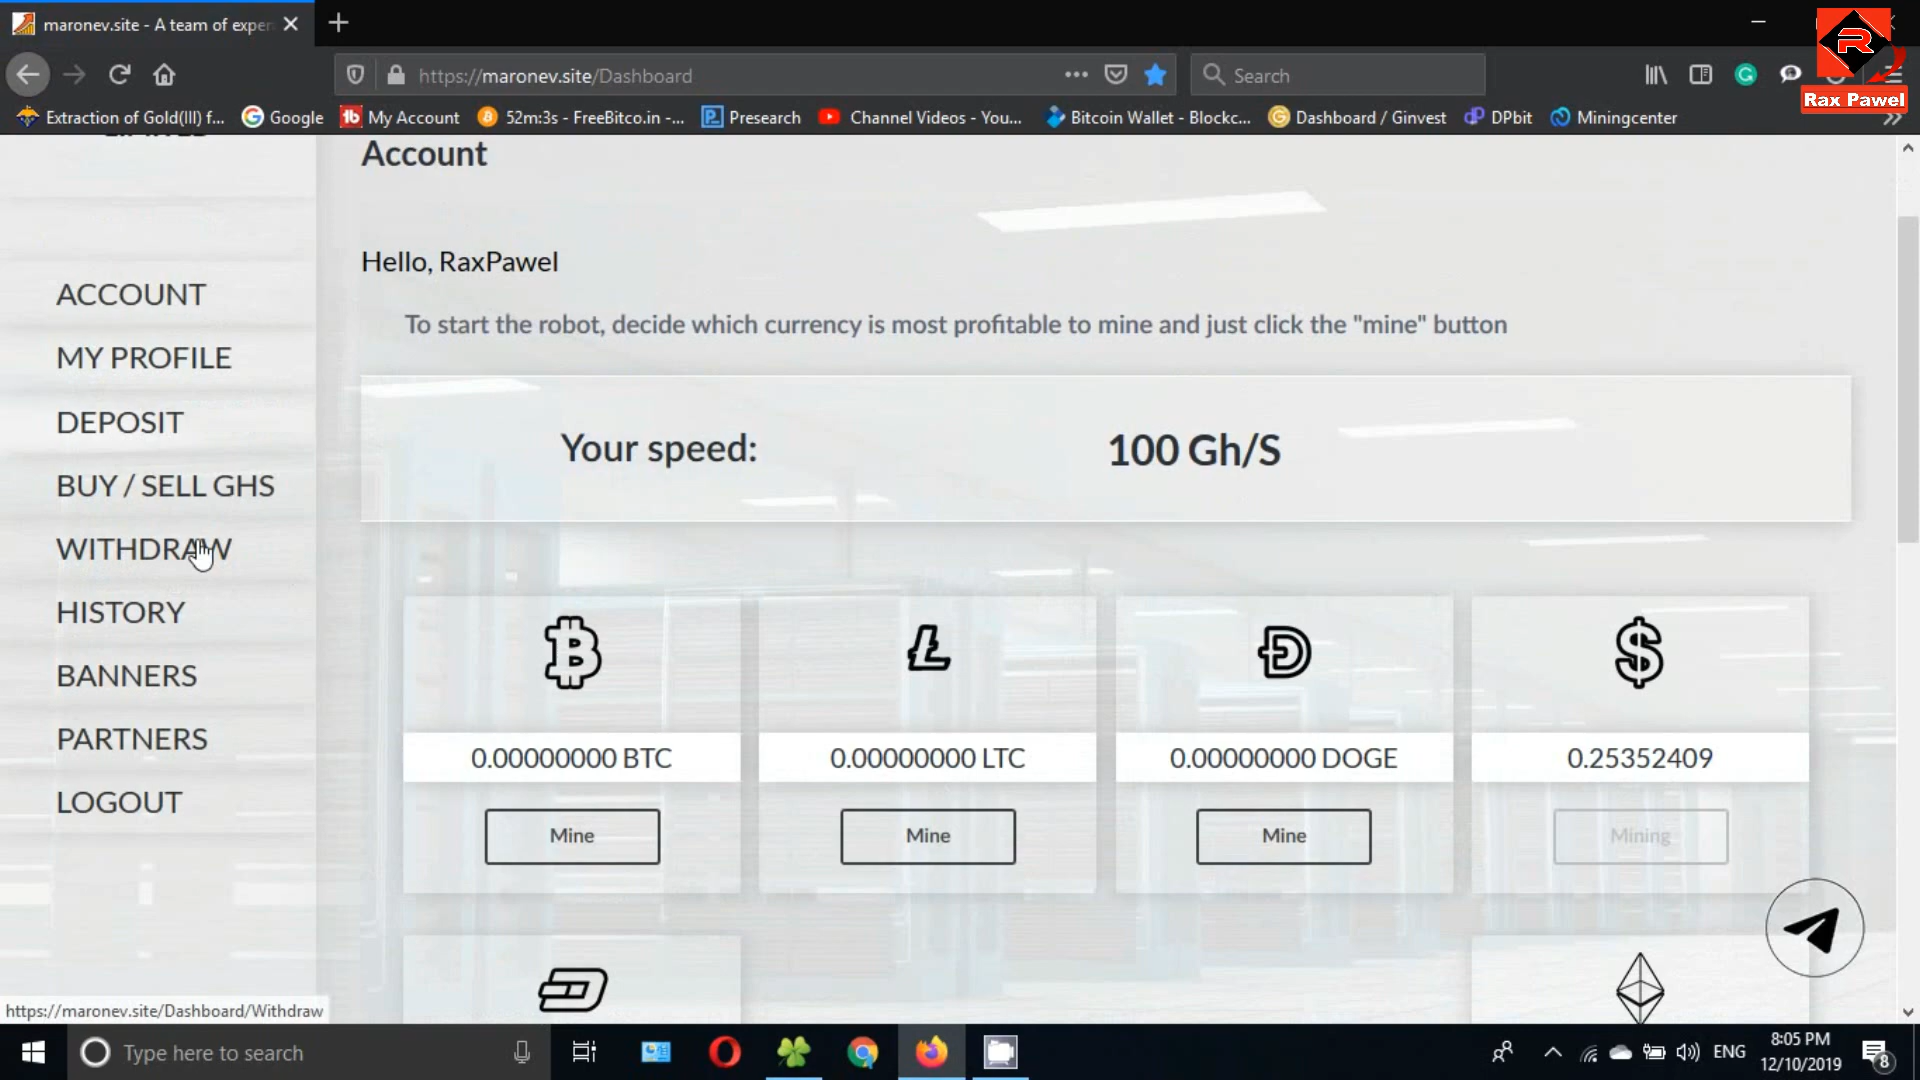 maronev.site - A team of exper
https://maronev.site/Dashboard
Search
R
Rax Pawel
Extraction of Gold(III) f...
Google
My Account
52m:3s - FreeBitco.in -...
Presearch
Channel Videos - You...
Bitcoin Wallet - Blockc...
Dashboard / Ginvest
DPbit
Miningcenter
Account
Hello, RaxPawel
To start the robot, decide which currency is most profitable to mine and just click the "mine" button
ACCOUNT
MY PROFILE
DEPOSIT
BUY / SELL GHS
WITHDRAW
HISTORY
BANNERS
PARTNERS
LOGOUT
Your speed:
100 Gh/S
0.00000000 BTC
0.00000000 LTC
0.00000000 DOGE
0.25352409
Mine
Mine
Mine
Mining
https://maronev.site/Dashboard/Withdraw
Type here to search
ENG
8:05 PM
12/10/2019
8